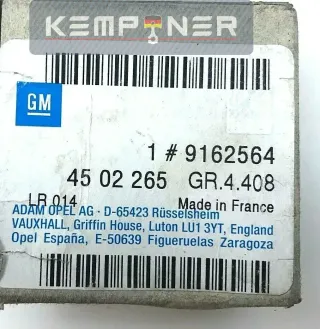 KEMPTNER
GM
1 # 9162564
45 02 265 GR.4.408
LR 014 Made in France
ADAM OPEL AG · D-65423 Rüsselsheim
VAUXHALL, Griffin House, Luton LU1 3YT, England
Opel España, E-50639 Figueruelas Zaragoza